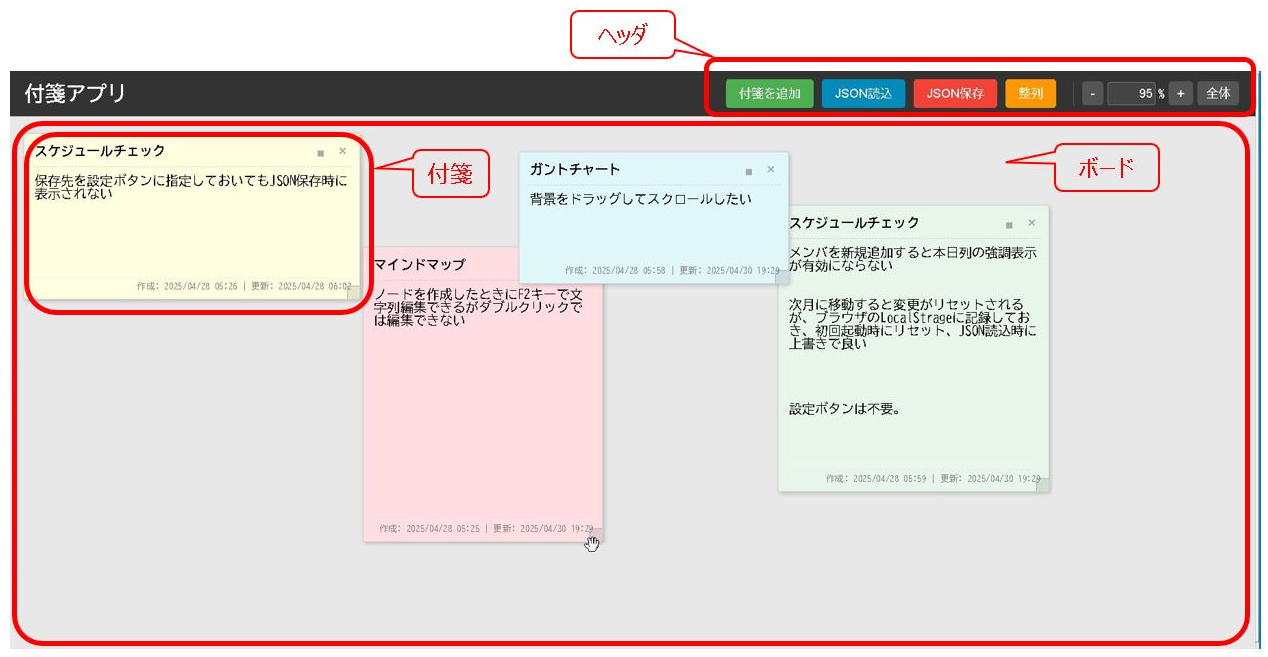 ヘッダ
付箋アプリ
付箋を追加 JSON読込 JSON保存 整列 - 95 % + 全体
スケジュールチェック ■ ×
保存先を設定ボタンに指定しておいてもJSON保存時に
表示されない
作成: 2025/04/28 05:26 | 更新: 2025/04/28 06:02
付箋
ガントチャート ■ ×
背景をドラッグしてスクロールしたい
作成: 2025/04/28 05:58 | 更新: 2025/04/30 19:29
ボード
マインドマップ
ノードを作成したときにF2キーで文
字列編集できるがダブルクリックで
は編集できない
作成: 2025/04/28 05:25 | 更新: 2025/04/30 19:29
スケジュールチェック ■ ×
メンバを新規追加すると本日列の強調表示
が有効にならない
次月に移動すると変更がリセットされる
が、ブラウザのLocalStrageに記録してお
き、初回起動時にリセット、JSON読込時に
上書きで良い
設定ボタンは不要。
作成: 2025/04/28 05:59 | 更新: 2025/04/30 19:29